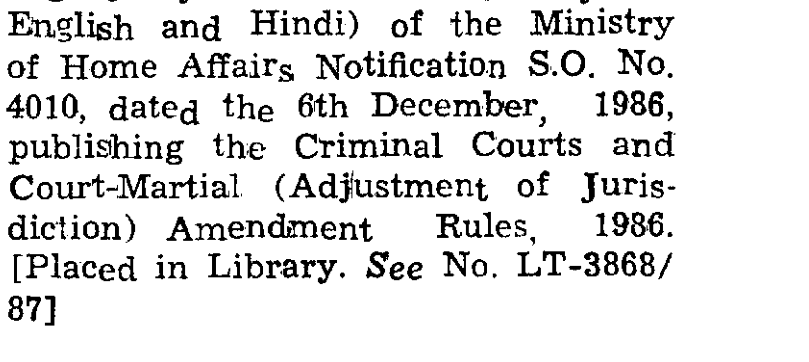 English and Hindi) of the Ministry
of Home Affairs Notification S.O. No.
4010, dated the 6th December, 1986,
publishing the Criminal Courts and
Court-Martial (Adjustment of Juris-
diction) Amendment Rules, 1986.
[Placed in Library. See No. LT-3868/
87]